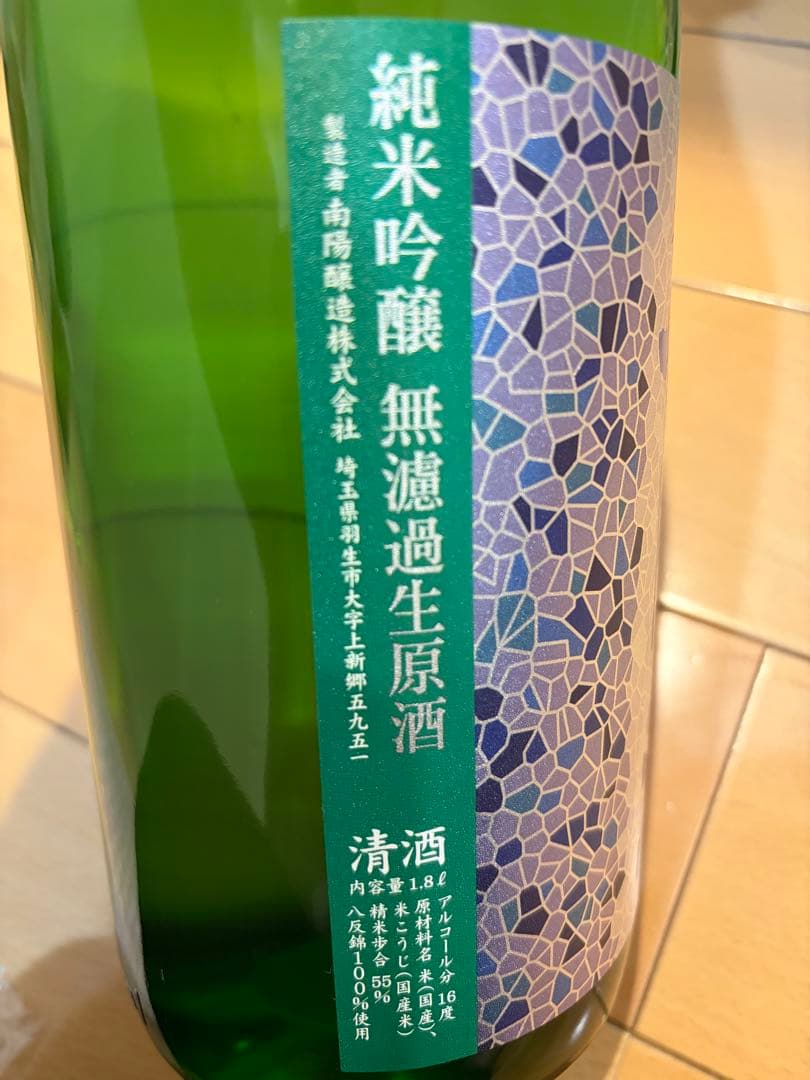 純米吟醸 無濾過生原酒
製造者 南陽醸造株式会社 埼玉県羽生市大字上新郷五九五一
清酒
内容量 1.8ℓ アルコール分 16度
原材料名 米(国産)、
米こうじ(国産米)
精米歩合 55%
八反錦100%使用